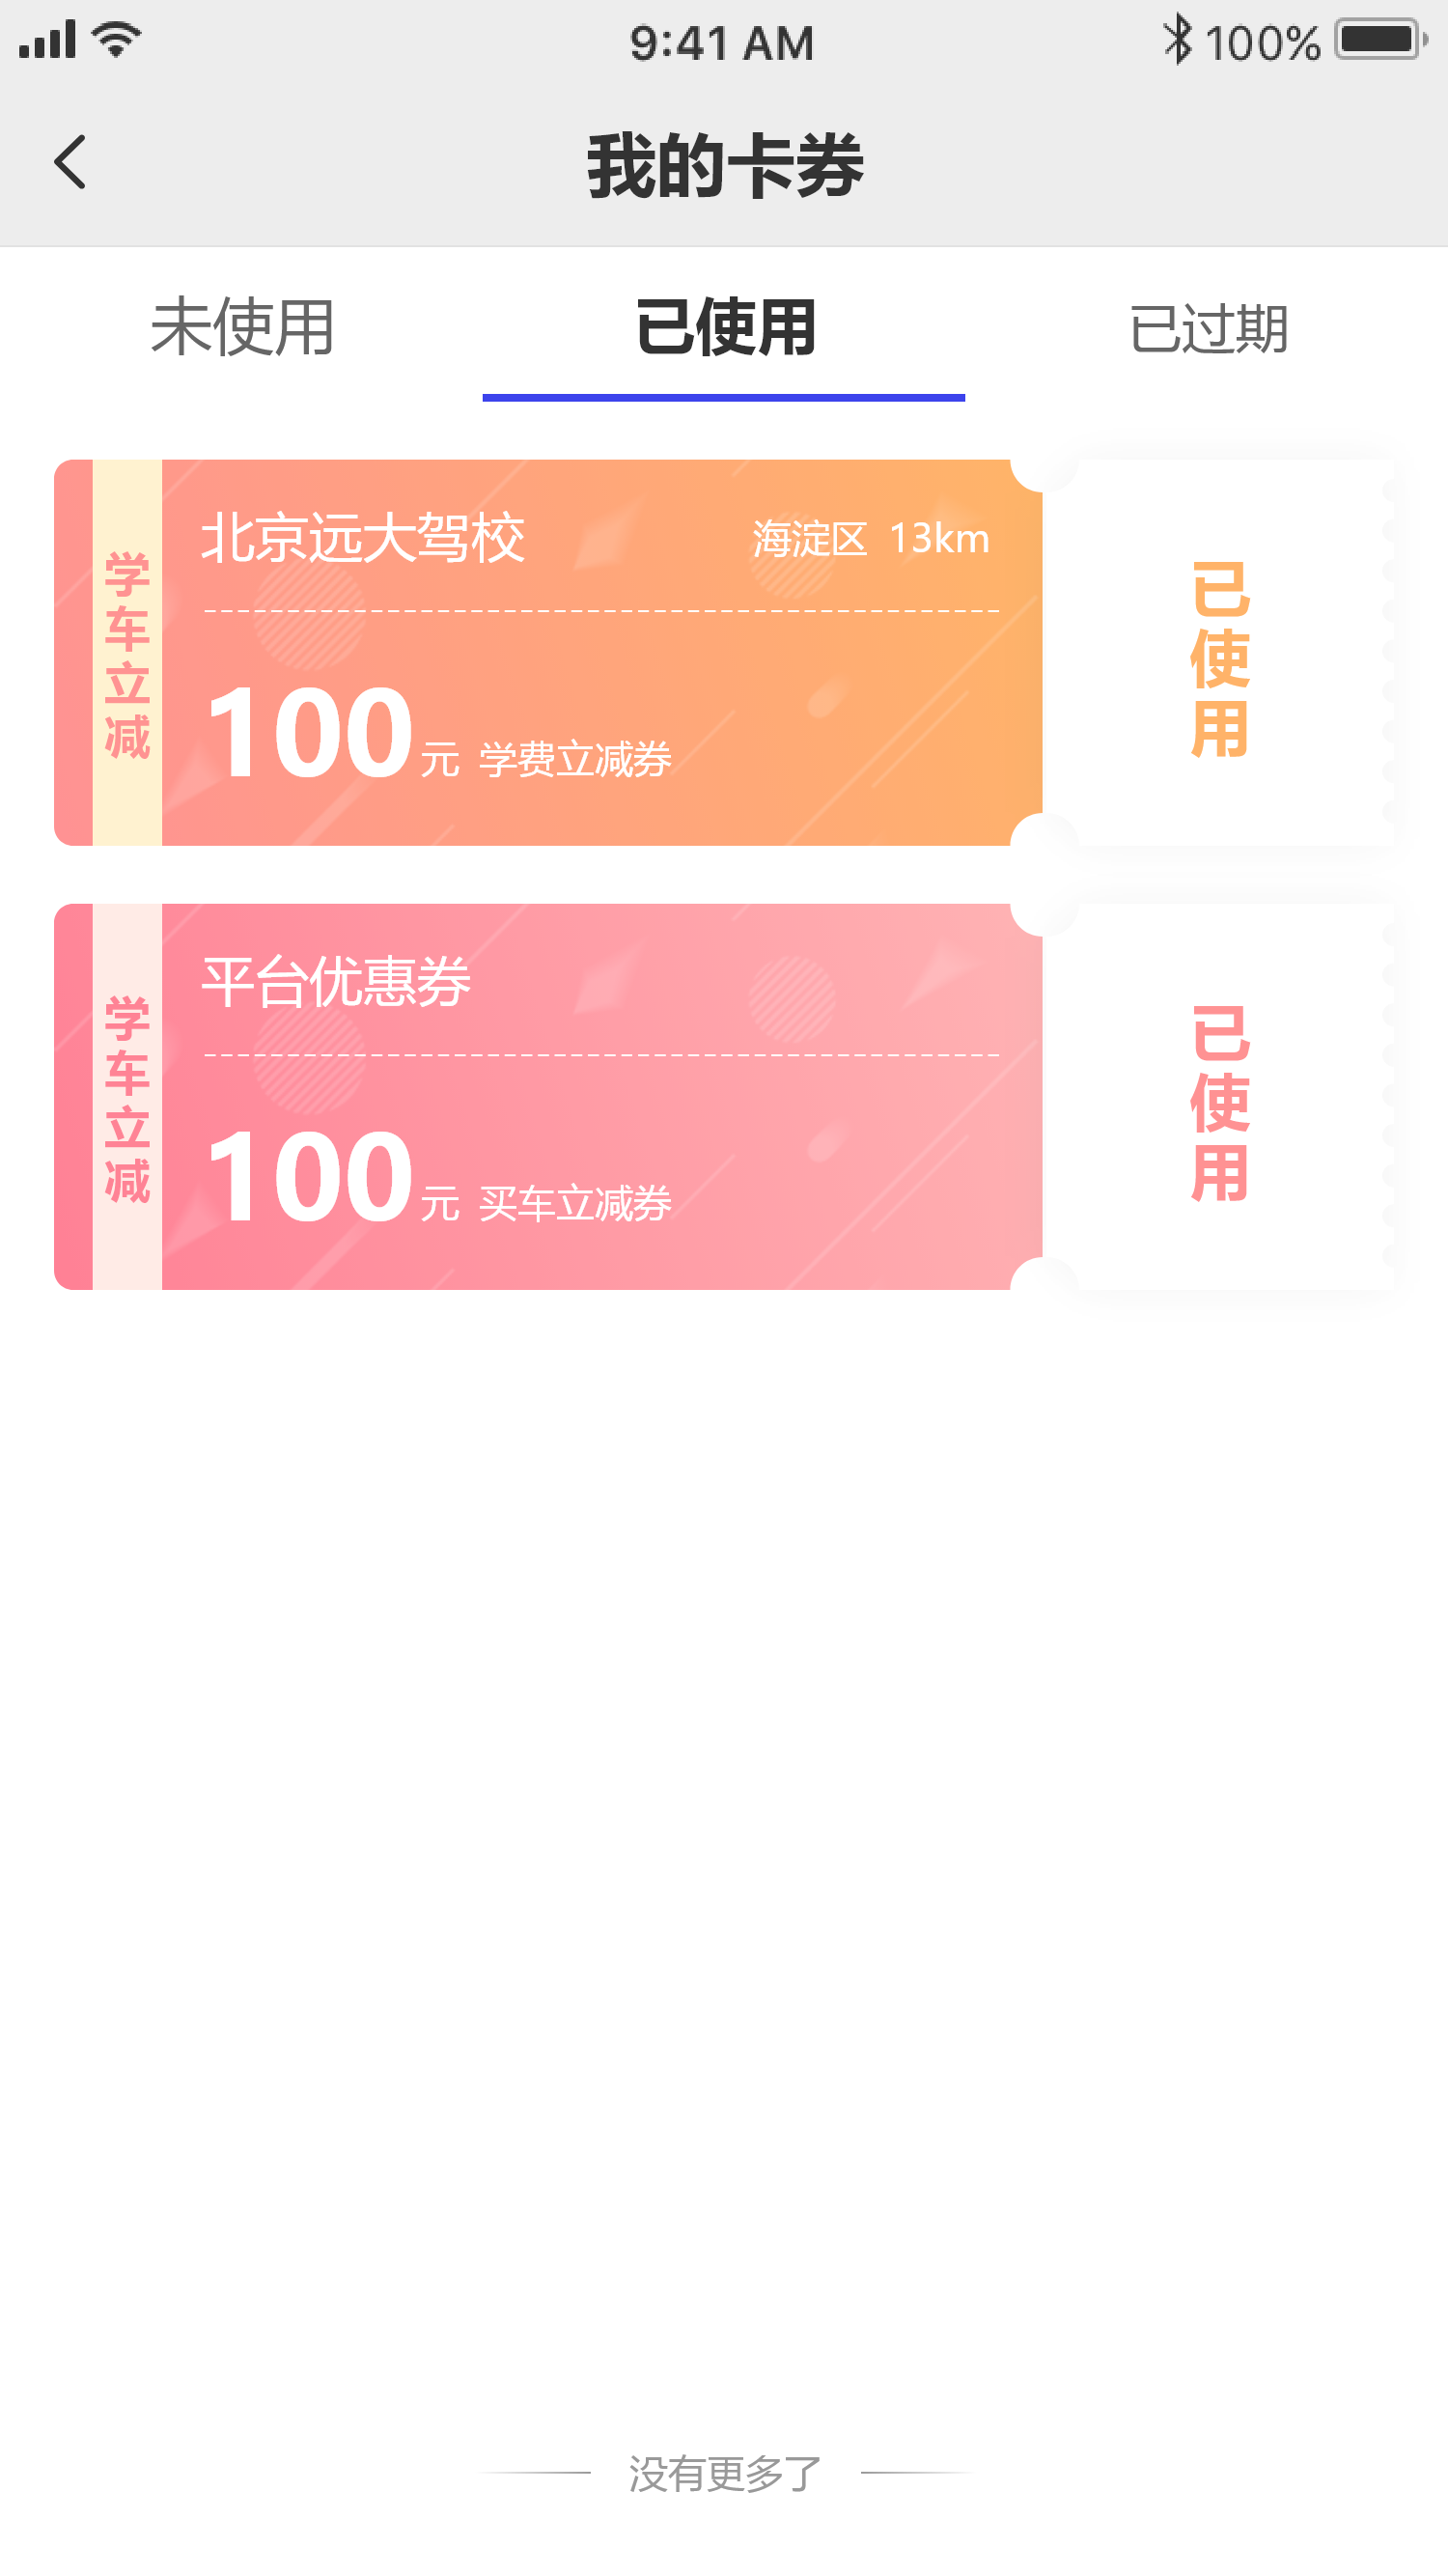 9:41 AM
100%
我的卡券
未使用
已使用
已过期
学车立减
北京远大驾校
海淀区 13km
100元 学费立减券
已使用
学车立减
平台优惠券
100元 买车立减券
已使用
没有更多了